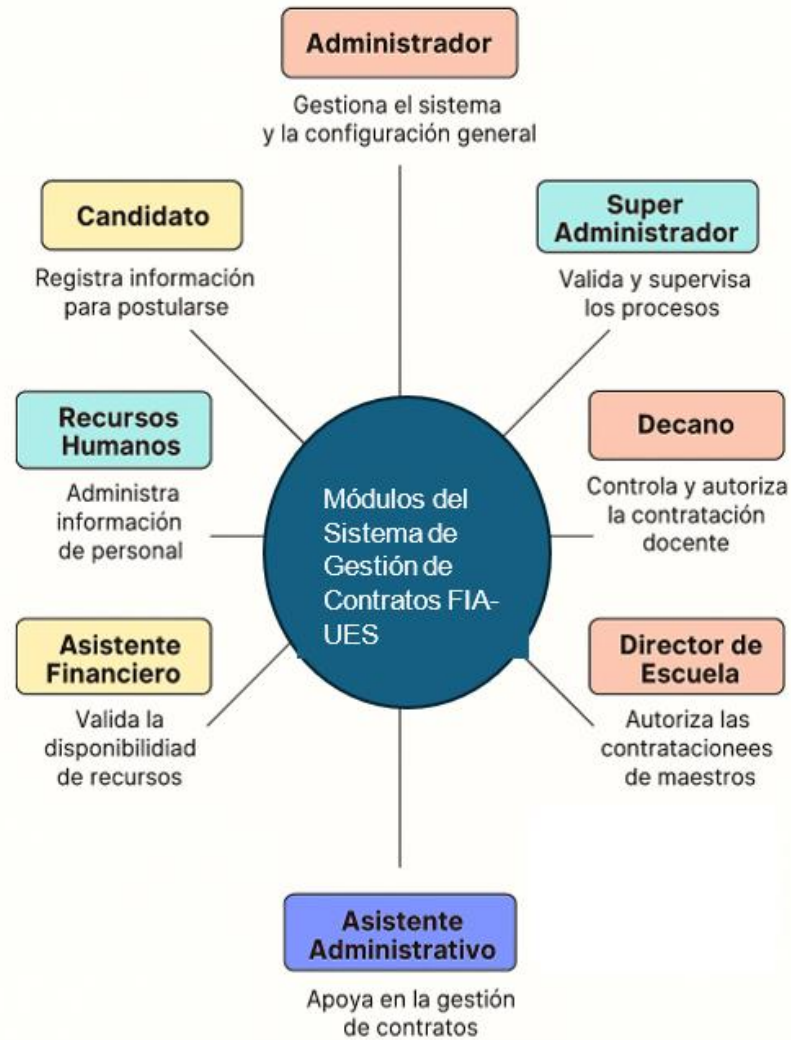 Administrador
Gestiona el sistema
y la configuración general
Candidato
Registra información
para postularse
Super
Administrador
Valida y supervisa
los procesos
Recursos
Humanos
Administra
información
de personal
Decano
Controla y autoriza
la contratación
docente
Módulos del
Sistema de
Gestión de
Contratos FIA-
UES
Asistente
Financiero
Valida la
disponibilidiad
de recursos
Director de
Escuela
Autoriza las
contratacionees
de maestros
Asistente
Administrativo
Apoya en la gestión
de contratos